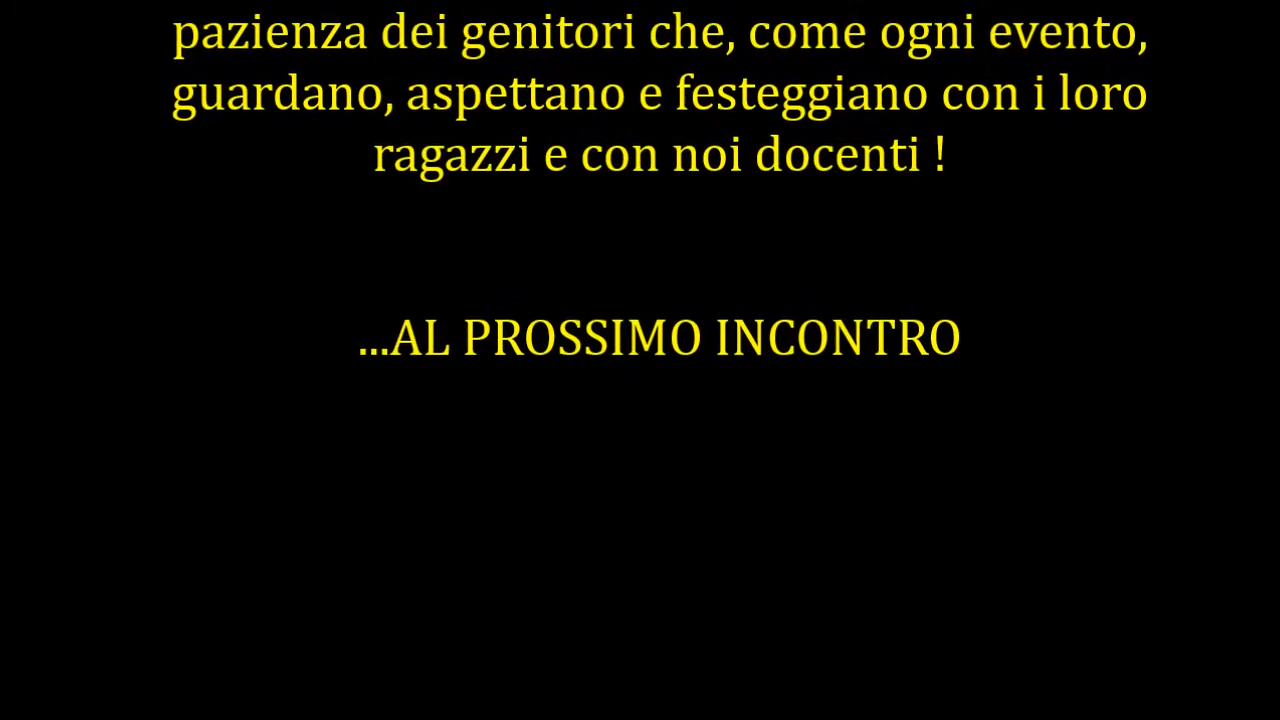 pazienza dei genitori che, come ogni evento,
guardano, aspettano e festeggiano con i loro
ragazzi e con noi docenti !
...AL PROSSIMO INCONTRO